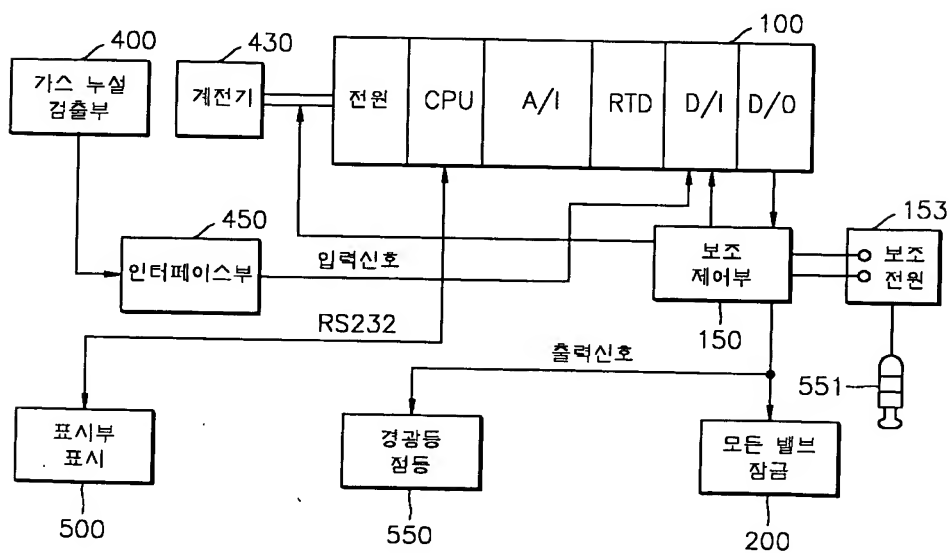 100
400
430
가스 누설
검출부
계전기
전원
CPU
A/I
RTD
D/I
D/O
450
153
인터페이스부
입력신호
보조
제어부
보조
전원
150
RS232
출력신호
551
표시부
표시
경광등
점등
모든 밸브
잠금
500
550
200